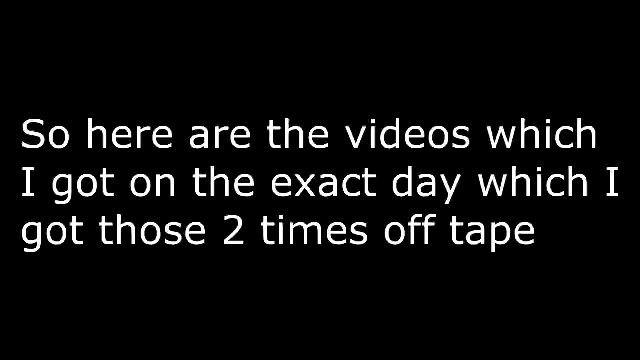 So here are the videos which
I got on the exact day which I
got those 2 times off tape